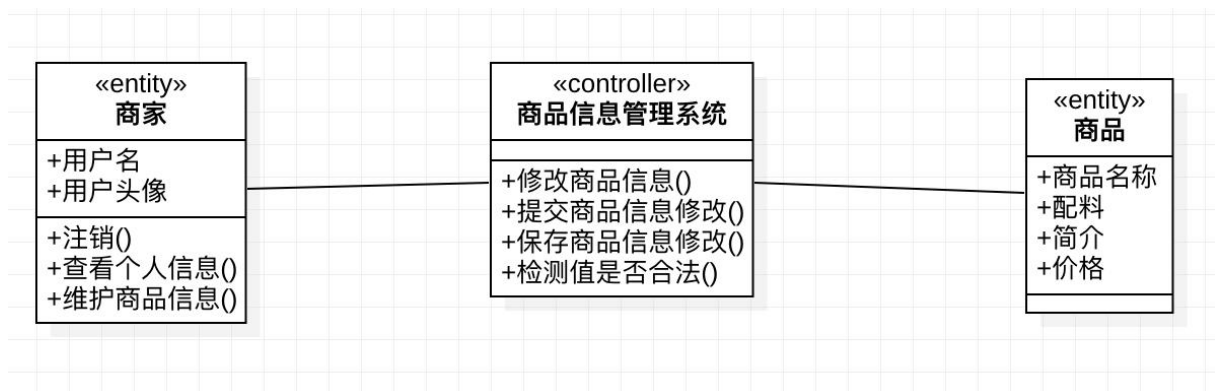 «entity»
商家
+用户名
+用户头像
+注销()
+查看个人信息()
+维护商品信息()
«controller»
商品信息管理系统
+修改商品信息()
+提交商品信息修改()
+保存商品信息修改()
+检测值是否合法()
«entity»
商品
+商品名称
+配料
+简介
+价格